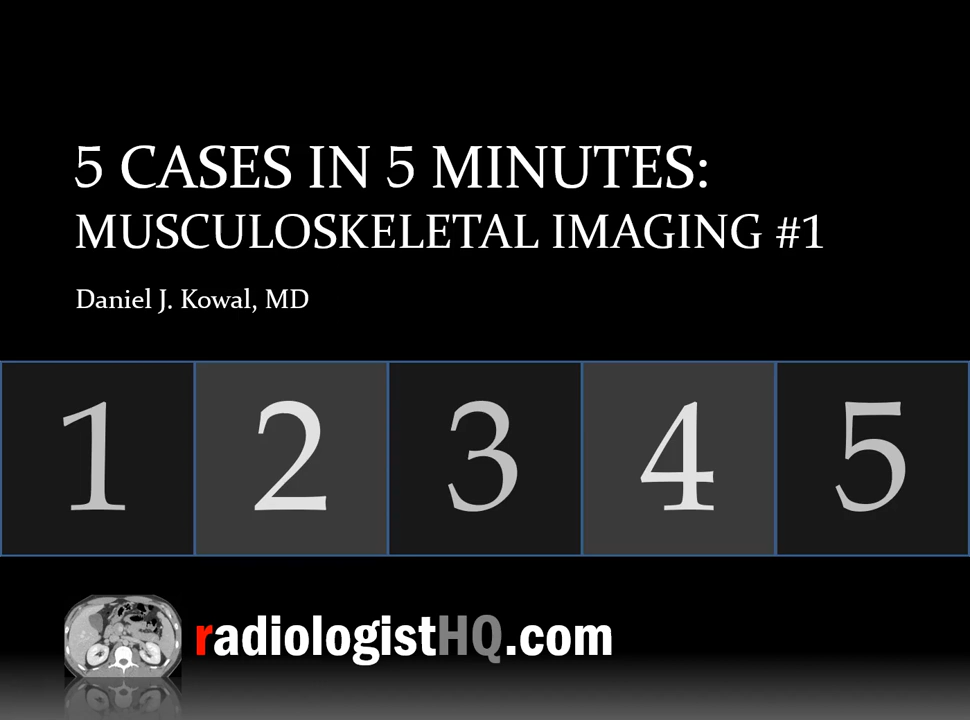 5 CASES IN 5 MINUTES:
MUSCULOSKELETAL IMAGING #1
Daniel J. Kowal, MD
1 2 3 4 5
radiologistHQ.com